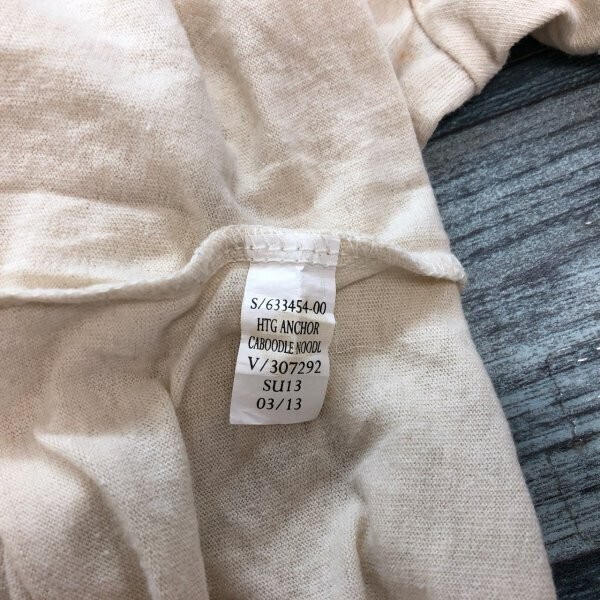 S/633454-00
HTG ANCHOR
CABOODLE NOODL
V/307292
SU13
03/13